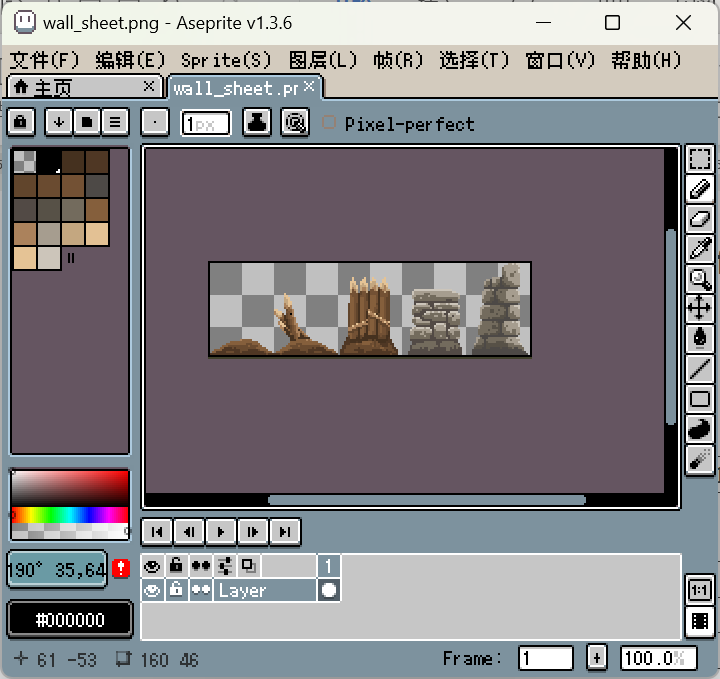 wall_sheet.png - Aseprite v1.3.6
文件(F) 编辑(E) Sprite(S) 图层(L) 帧(R) 选择(T) 窗口(V) 帮助(H)
主页 wall_sheet.pr
1px Pixel-perfect
1
Layer
190° 35,64
#000000
1:1
61 -53 160 46 Frame: 1 + 100.0%